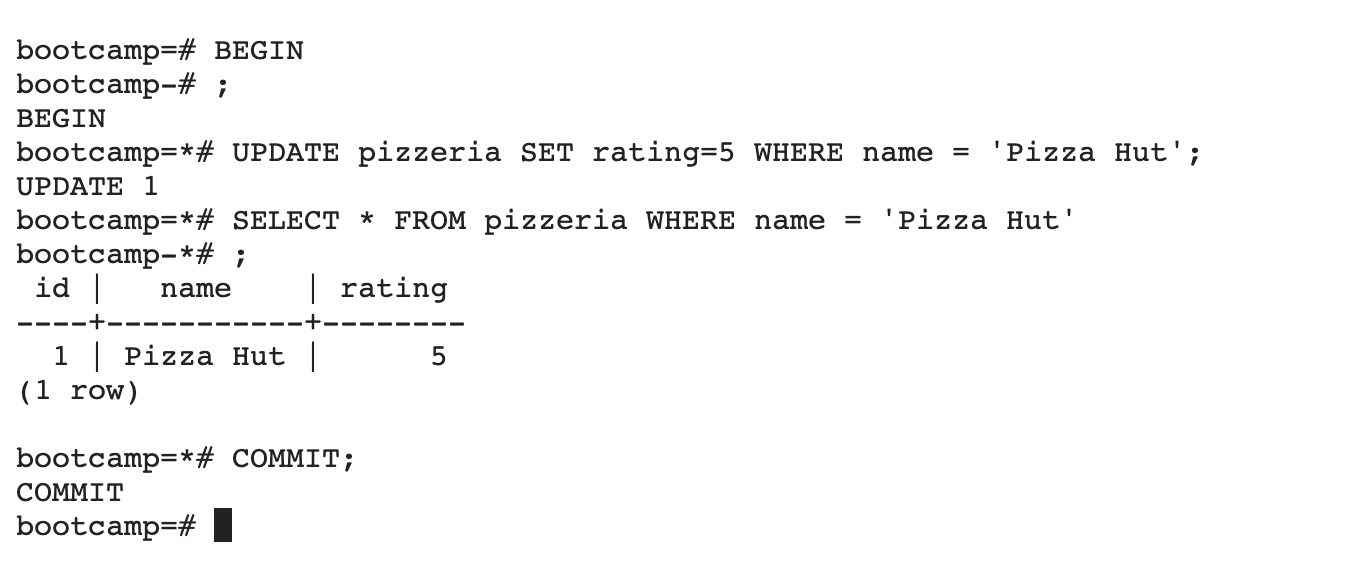 bootcamp=# BEGIN
bootcamp-# ;
BEGIN
bootcamp=*# UPDATE pizzeria SET rating=5 WHERE name = 'Pizza Hut';
UPDATE 1
bootcamp=*# SELECT * FROM pizzeria WHERE name = 'Pizza Hut'
bootcamp-*# ;
 id |   name    | rating
----+-----------+--------
  1 | Pizza Hut |      5
(1 row)

bootcamp=*# COMMIT;
COMMIT
bootcamp=#